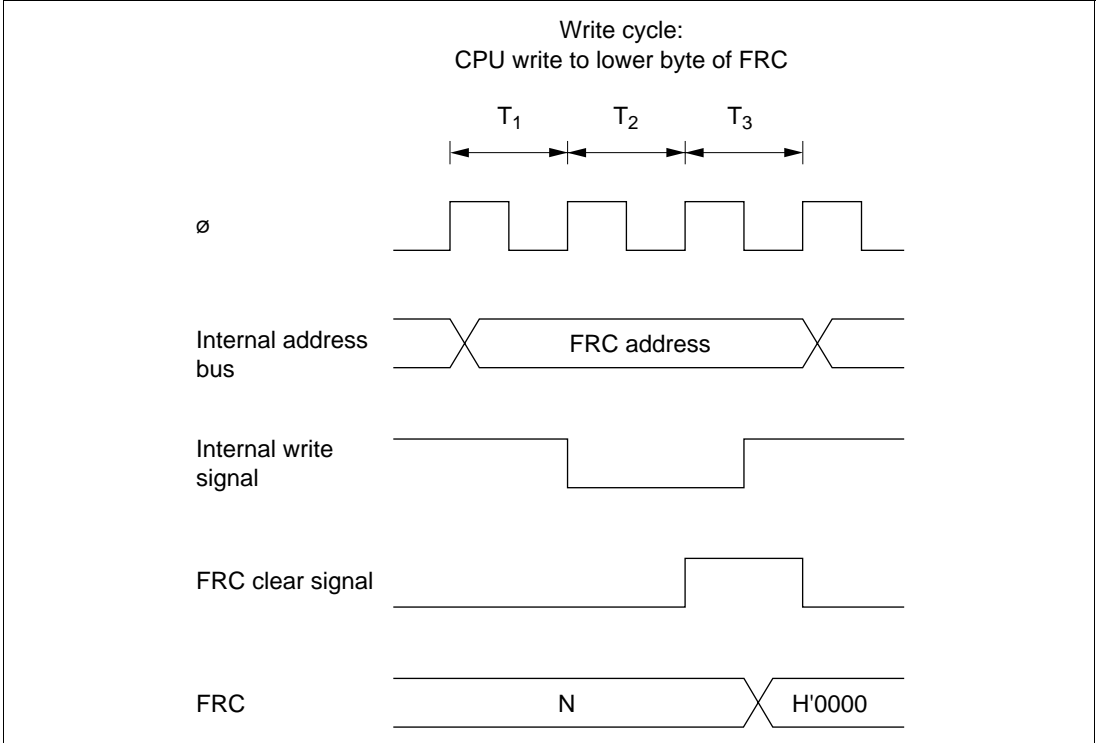 Write cycle:
CPU write to lower byte of FRC
T1 T2 T3
ø
Internal address
bus
FRC address
Internal write
signal
FRC clear signal
FRC
N
H'0000